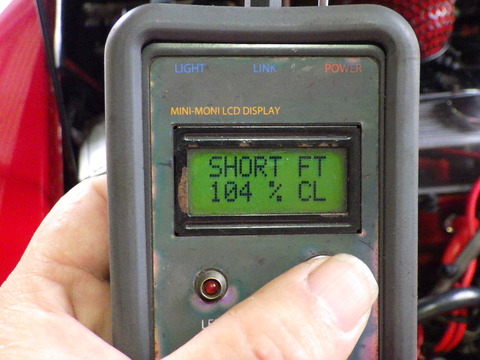 LIGHT LINK POWER
MINI-MONI LCD DISPLAY
SHORT FT
104 % CL